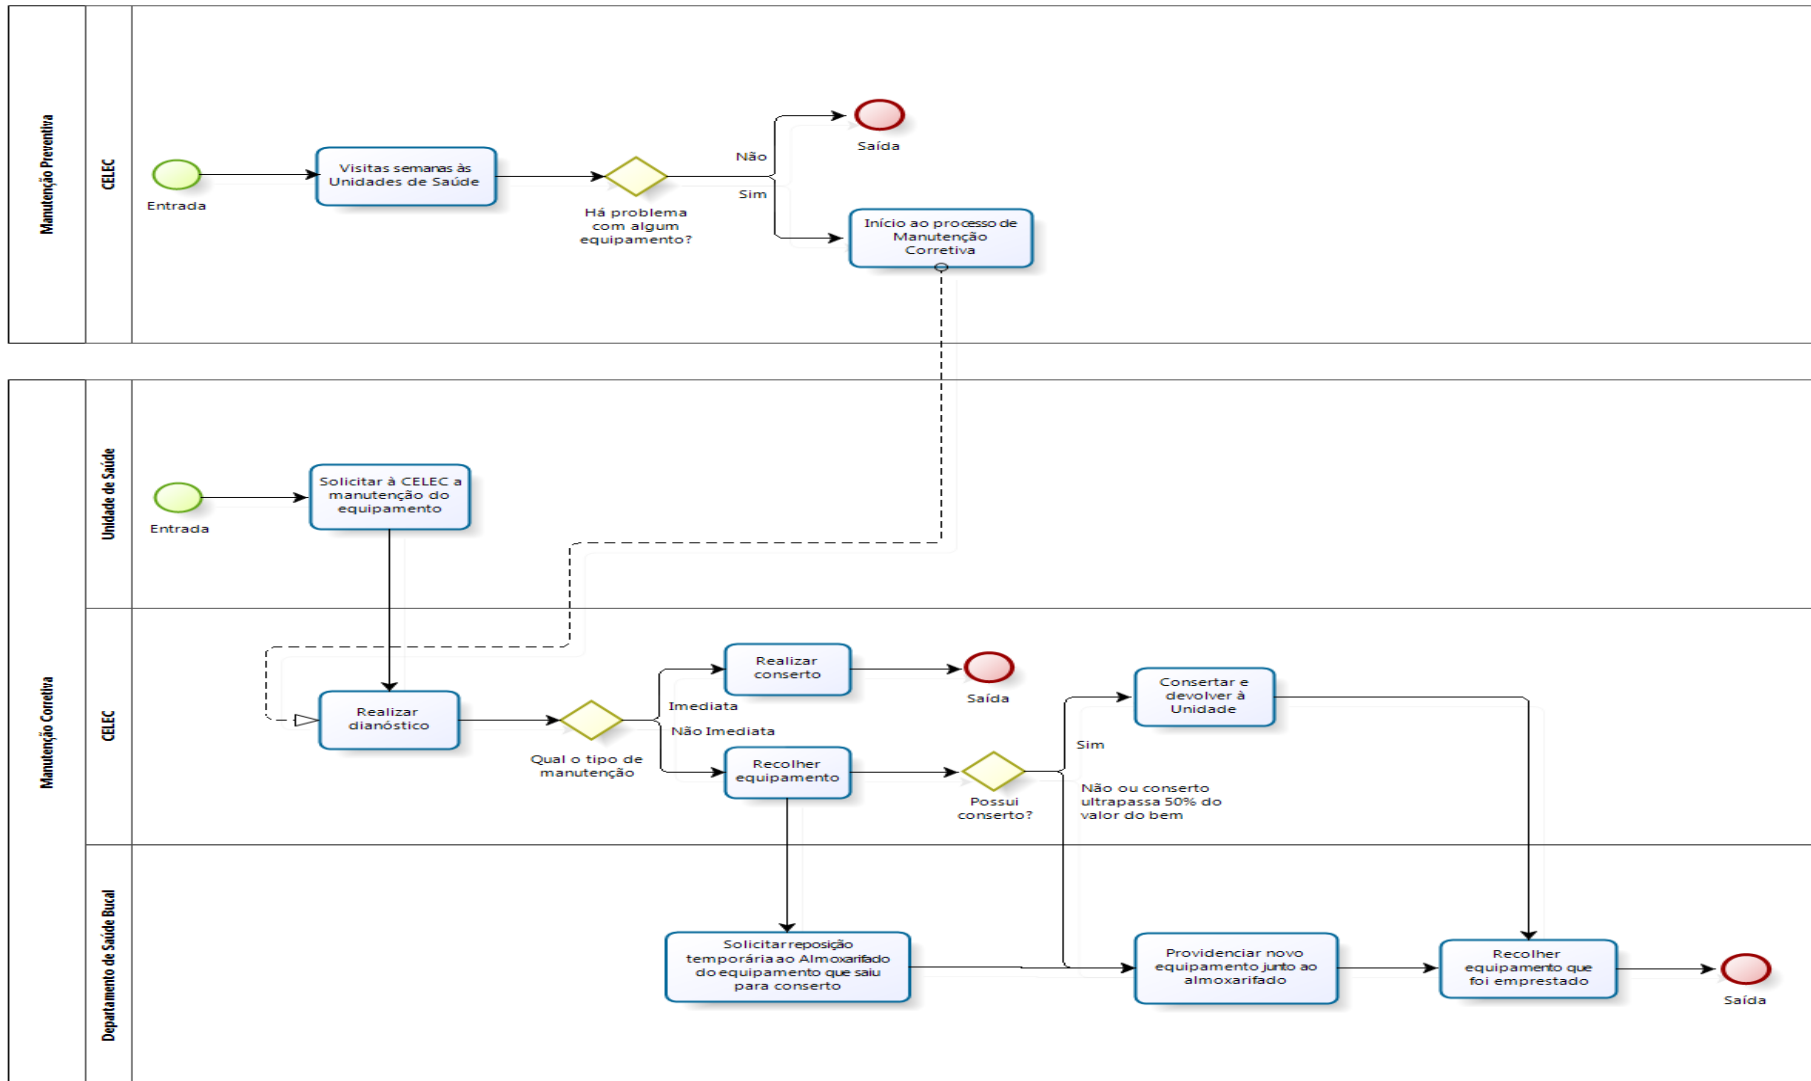 Manutenção Preventiva
CELEC
Entrada
Visitas semanas às
Unidades de Saúde
Há problema
com algum
equipamento?
Não
Sim
Saída
Início ao processo de
Manutenção
Corretiva
Manutenção Corretiva
Unidade de Saúde
Entrada
Solicitar à CELEC a
manutenção do
equipamento
CELEC
Realizar
dianóstico
Qual o tipo de
manutenção
Imediata
Não Imediata
Realizar
conserto
Saída
Recolher
equipamento
Possui
conserto?
Sim
Não ou conserto
ultrapassa 50% do
valor do bem
Consertar e
devolver à
Unidade
Departamento de Saúde Bucal
Solicitar reposição
temporária ao Almoxarifado
do equipamento que saiu
para conserto
Providenciar novo
equipamento junto ao
almoxarifado
Recolher
equipamento que
foi emprestado
Saída